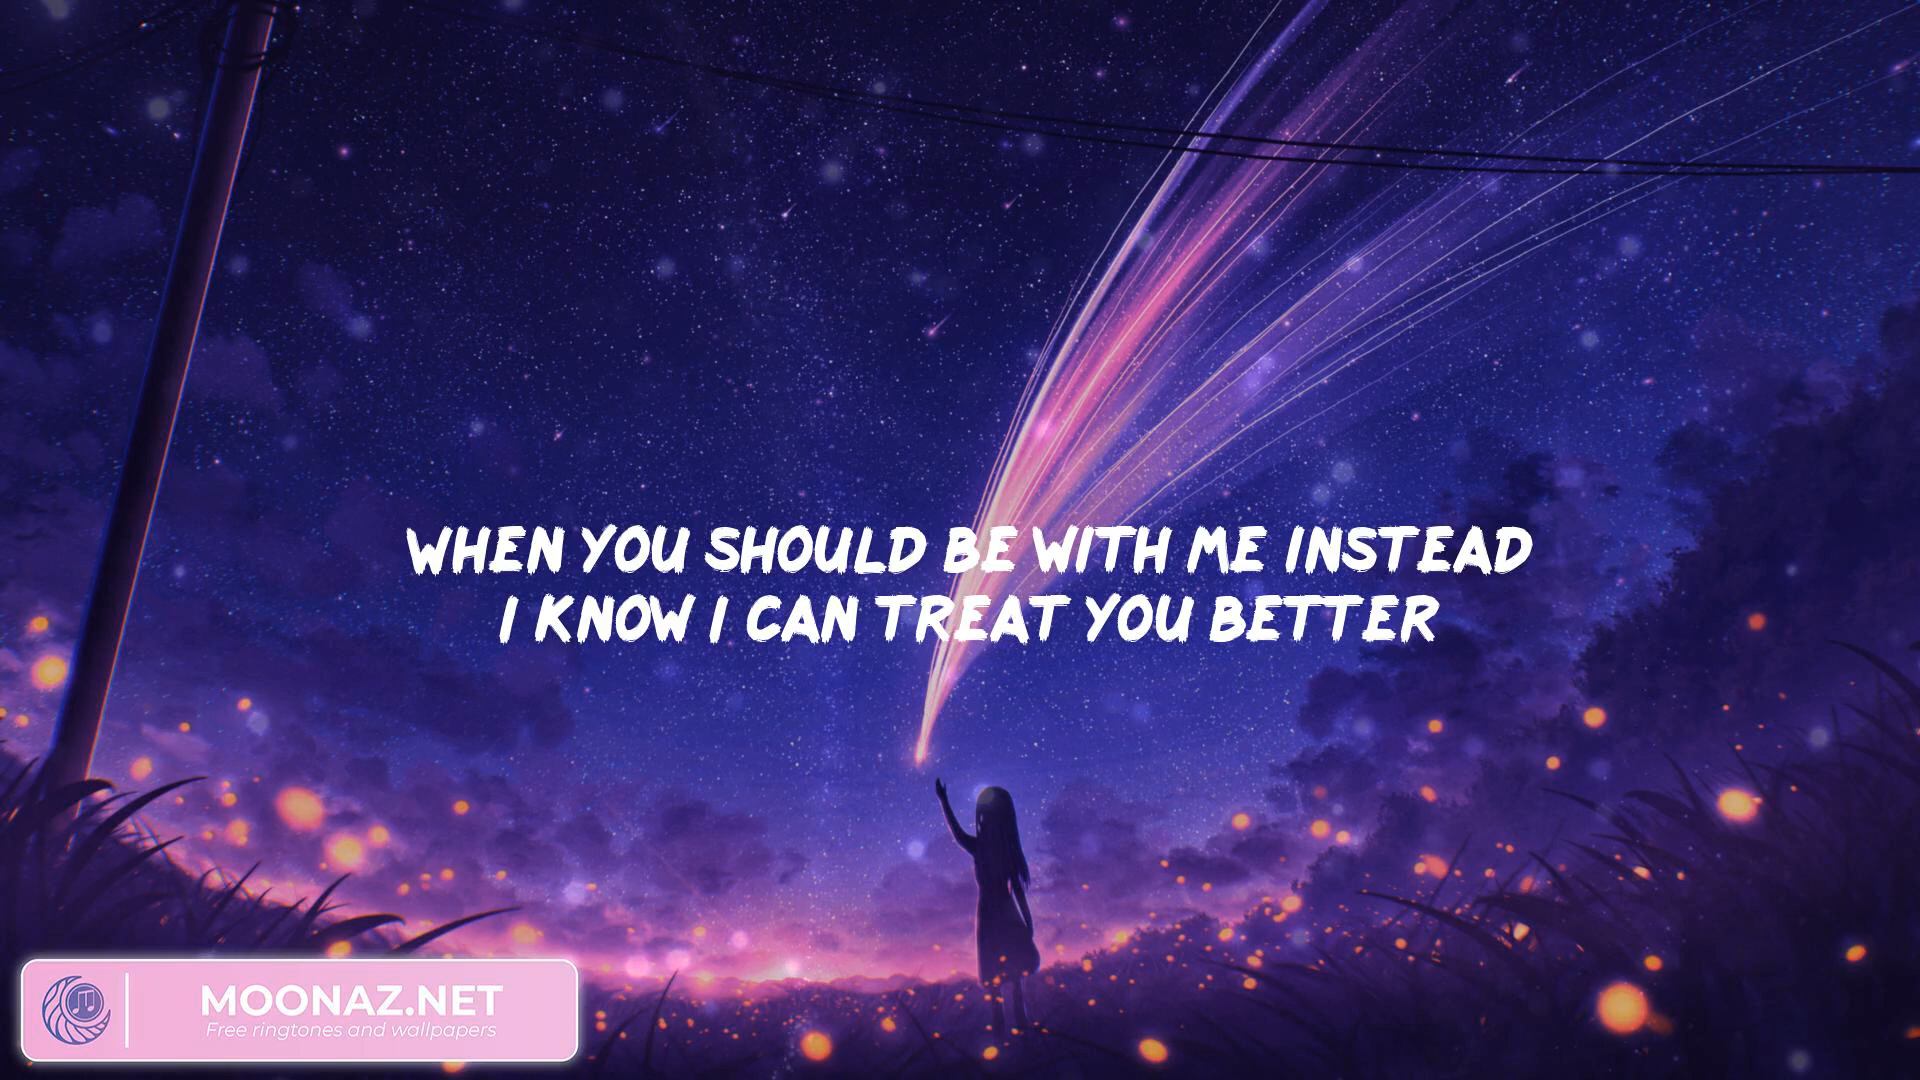 WHEN YOU SHOULD BE WITH ME INSTEAD
I KNOW I CAN TREAT YOU BETTER
MOONAZ.NET
Free ringtones and wallpapers